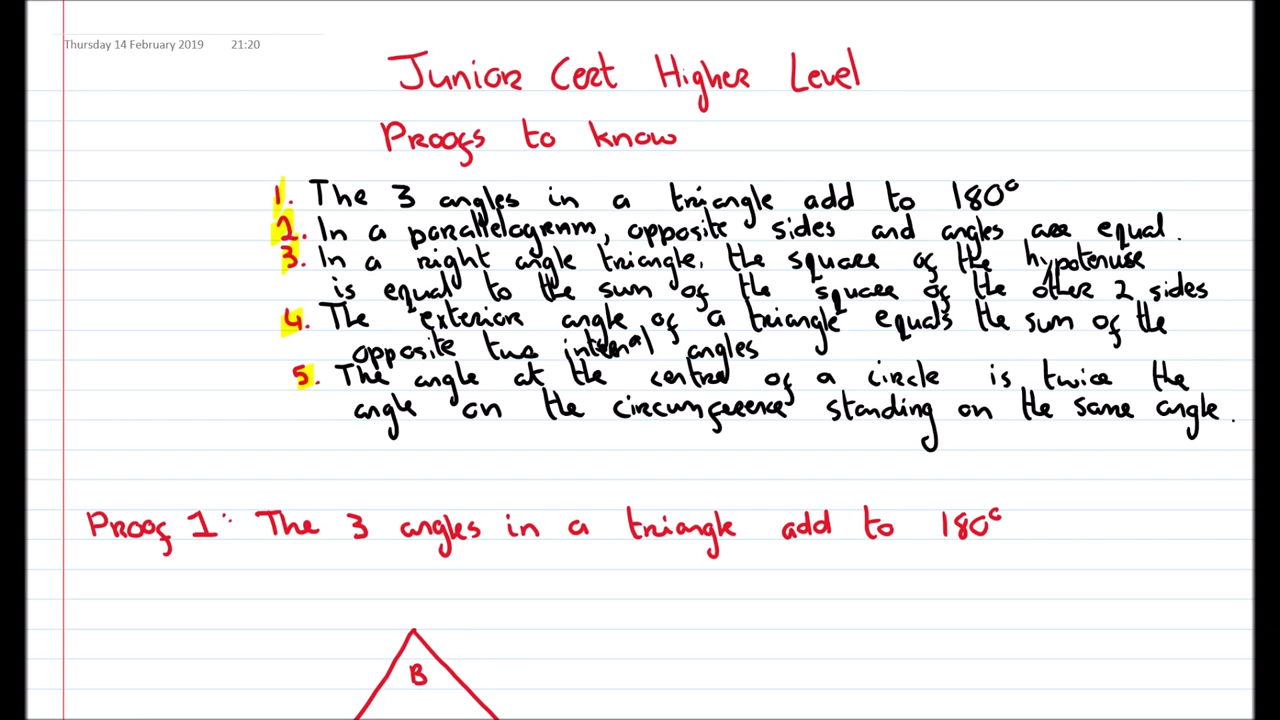 Thursday 14 February 2019 21:20
Junior Cert Higher Level
Proofs to know
1. The 3 angles in a triangle add to 180°
2. In a parallelogram, opposite sides and angles are equal.
3. In a right angle triangle, the square of the hypotenuse
is equal to the sum of the square of the other 2 sides
4. The exterior angle of a triangle equals the sum of the
opposite two internal angles
5. The angle at the centre of a circle is twice the
angle on the circumference standing on the same angle.
Proof 1: The 3 angles in a triangle add to 180°
B